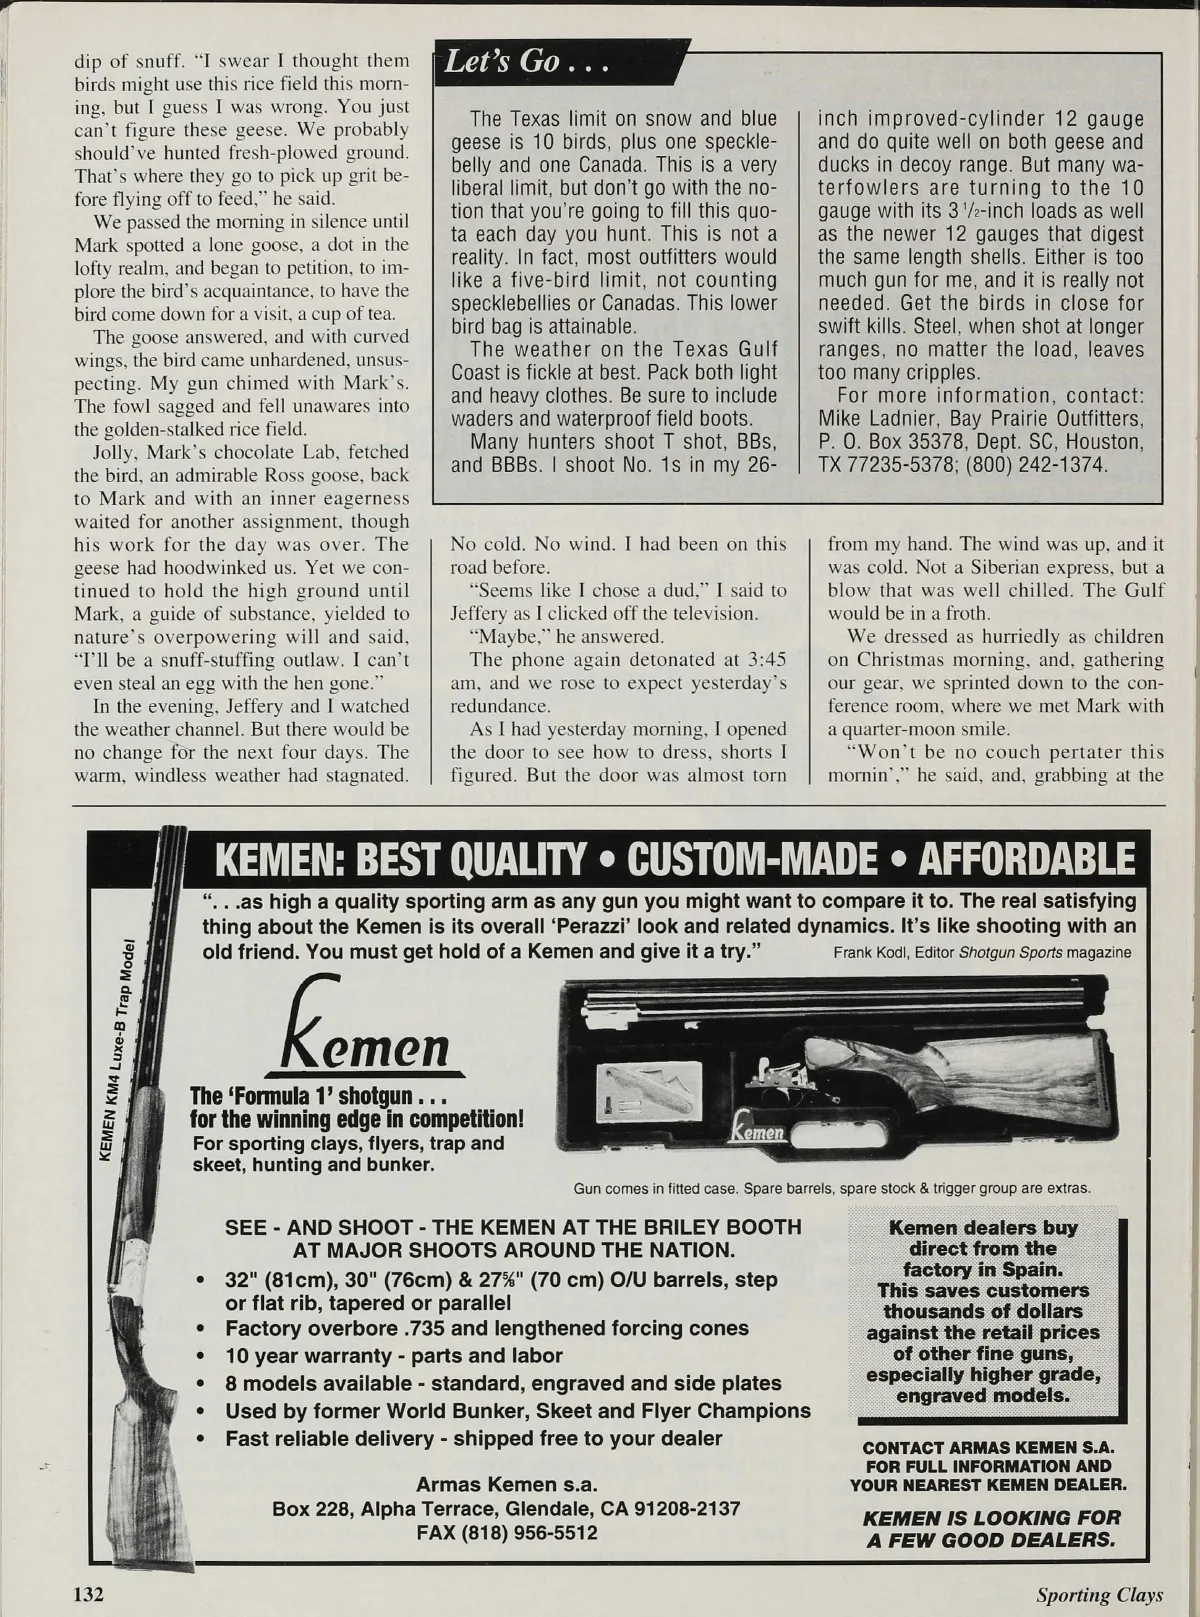 dip of snuff. “I swear I thought them
birds might use this rice field this morn-
ing, but I guess I was wrong. You just
can’t figure these geese. We probably
should’ve hunted fresh-plowed ground.
That’s where they go to pick up grit be-
fore flying off to feed,” he said.
We passed the morning in silence until
Mark spotted a lone goose, a dot in the
lofty realm, and began to petition, to im-
plore the bird’s acquaintance, to have the
bird come down for a visit, a cup of tea.
The goose answered, and with curved
wings, the bird came unhardened, unsus-
pecting. My gun chimed with Mark’s.
The fowl sagged and fell unawares into
the golden-stalked rice field.
Jolly, Mark’s chocolate Lab, fetched
the bird, an admirable Ross goose, back
to Mark and with an inner eagerness
waited for another assignment, though
his work for the day was over. The
geese had hoodwinked us. Yet we con-
tinued to hold the high ground until
Mark, a guide of substance, yielded to
nature’s overpowering will and said,
“I’ll be a snuff-stuffing outlaw. I can’t
even steal an egg with the hen gone.”
In the evening, Jeffery and I watched
the weather channel. But there would be
no change for the next four days. The
warm, windless weather had stagnated.
Let’s Go . . .
The Texas limit on snow and blue
geese is 10 birds, plus one speckle-
belly and one Canada. This is a very
liberal limit, but don’t go with the no-
tion that you’re going to fill this quo-
ta each day you hunt. This is not a
reality. In fact, most outfitters would
like a five-bird limit, not counting
specklebellies or Canadas. This lower
bird bag is attainable.
The weather on the Texas Gulf
Coast is fickle at best. Pack both light
and heavy clothes. Be sure to include
waders and waterproof field boots.
Many hunters shoot T shot, BBs,
and BBBs. I shoot No. 1s in my 26-
inch improved-cylinder 12 gauge
and do quite well on both geese and
ducks in decoy range. But many wa-
terfowlers are turning to the 10
gauge with its 3 1/2-inch loads as well
as the newer 12 gauges that digest
the same length shells. Either is too
much gun for me, and it is really not
needed. Get the birds in close for
swift kills. Steel, when shot at longer
ranges, no matter the load, leaves
too many cripples.
For more information, contact:
Mike Ladnier, Bay Prairie Outfitters,
P. O. Box 35378, Dept. SC, Houston,
TX 77235-5378; (800) 242-1374.
No cold. No wind. I had been on this
road before.
“Seems like I chose a dud,” I said to
Jeffery as I clicked off the television.
“Maybe,” he answered.
The phone again detonated at 3:45
am, and we rose to expect yesterday’s
redundance.
As I had yesterday morning, I opened
the door to see how to dress, shorts I
figured. But the door was almost torn
from my hand. The wind was up, and it
was cold. Not a Siberian express, but a
blow that was well chilled. The Gulf
would be in a froth.
We dressed as hurriedly as children
on Christmas morning, and, gathering
our gear, we sprinted down to the con-
ference room, where we met Mark with
a quarter-moon smile.
“Won’t be no couch pertater this
mornin’,” he said, and, grabbing at the
KEMEN: BEST QUALITY • CUSTOM-MADE • AFFORDABLE
“. . .as high a quality sporting arm as any gun you might want to compare it to. The real satisfying
thing about the Kemen is its overall ‘Perazzi’ look and related dynamics. It’s like shooting with an
old friend. You must get hold of a Kemen and give it a try.” Frank Kodl, Editor Shotgun Sports magazine
KEMEN KM4 Luxe-B Trap Model
Kemen
The ‘Formula 1’ shotgun . . .
for the winning edge in competition!
For sporting clays, flyers, trap and
skeet, hunting and bunker.
Kemen
Gun comes in fitted case. Spare barrels, spare stock & trigger group are extras.
SEE - AND SHOOT - THE KEMEN AT THE BRILEY BOOTH
AT MAJOR SHOOTS AROUND THE NATION.
• 32" (81cm), 30" (76cm) & 27⅝" (70 cm) O/U barrels, step
or flat rib, tapered or parallel
• Factory overbore .735 and lengthened forcing cones
• 10 year warranty - parts and labor
• 8 models available - standard, engraved and side plates
• Used by former World Bunker, Skeet and Flyer Champions
• Fast reliable delivery - shipped free to your dealer
Armas Kemen s.a.
Box 228, Alpha Terrace, Glendale, CA 91208-2137
FAX (818) 956-5512
Kemen dealers buy
direct from the
factory in Spain.
This saves customers
thousands of dollars
against the retail prices
of other fine guns,
especially higher grade,
engraved models.
CONTACT ARMAS KEMEN S.A.
FOR FULL INFORMATION AND
YOUR NEAREST KEMEN DEALER.
KEMEN IS LOOKING FOR
A FEW GOOD DEALERS.
132
Sporting Clays